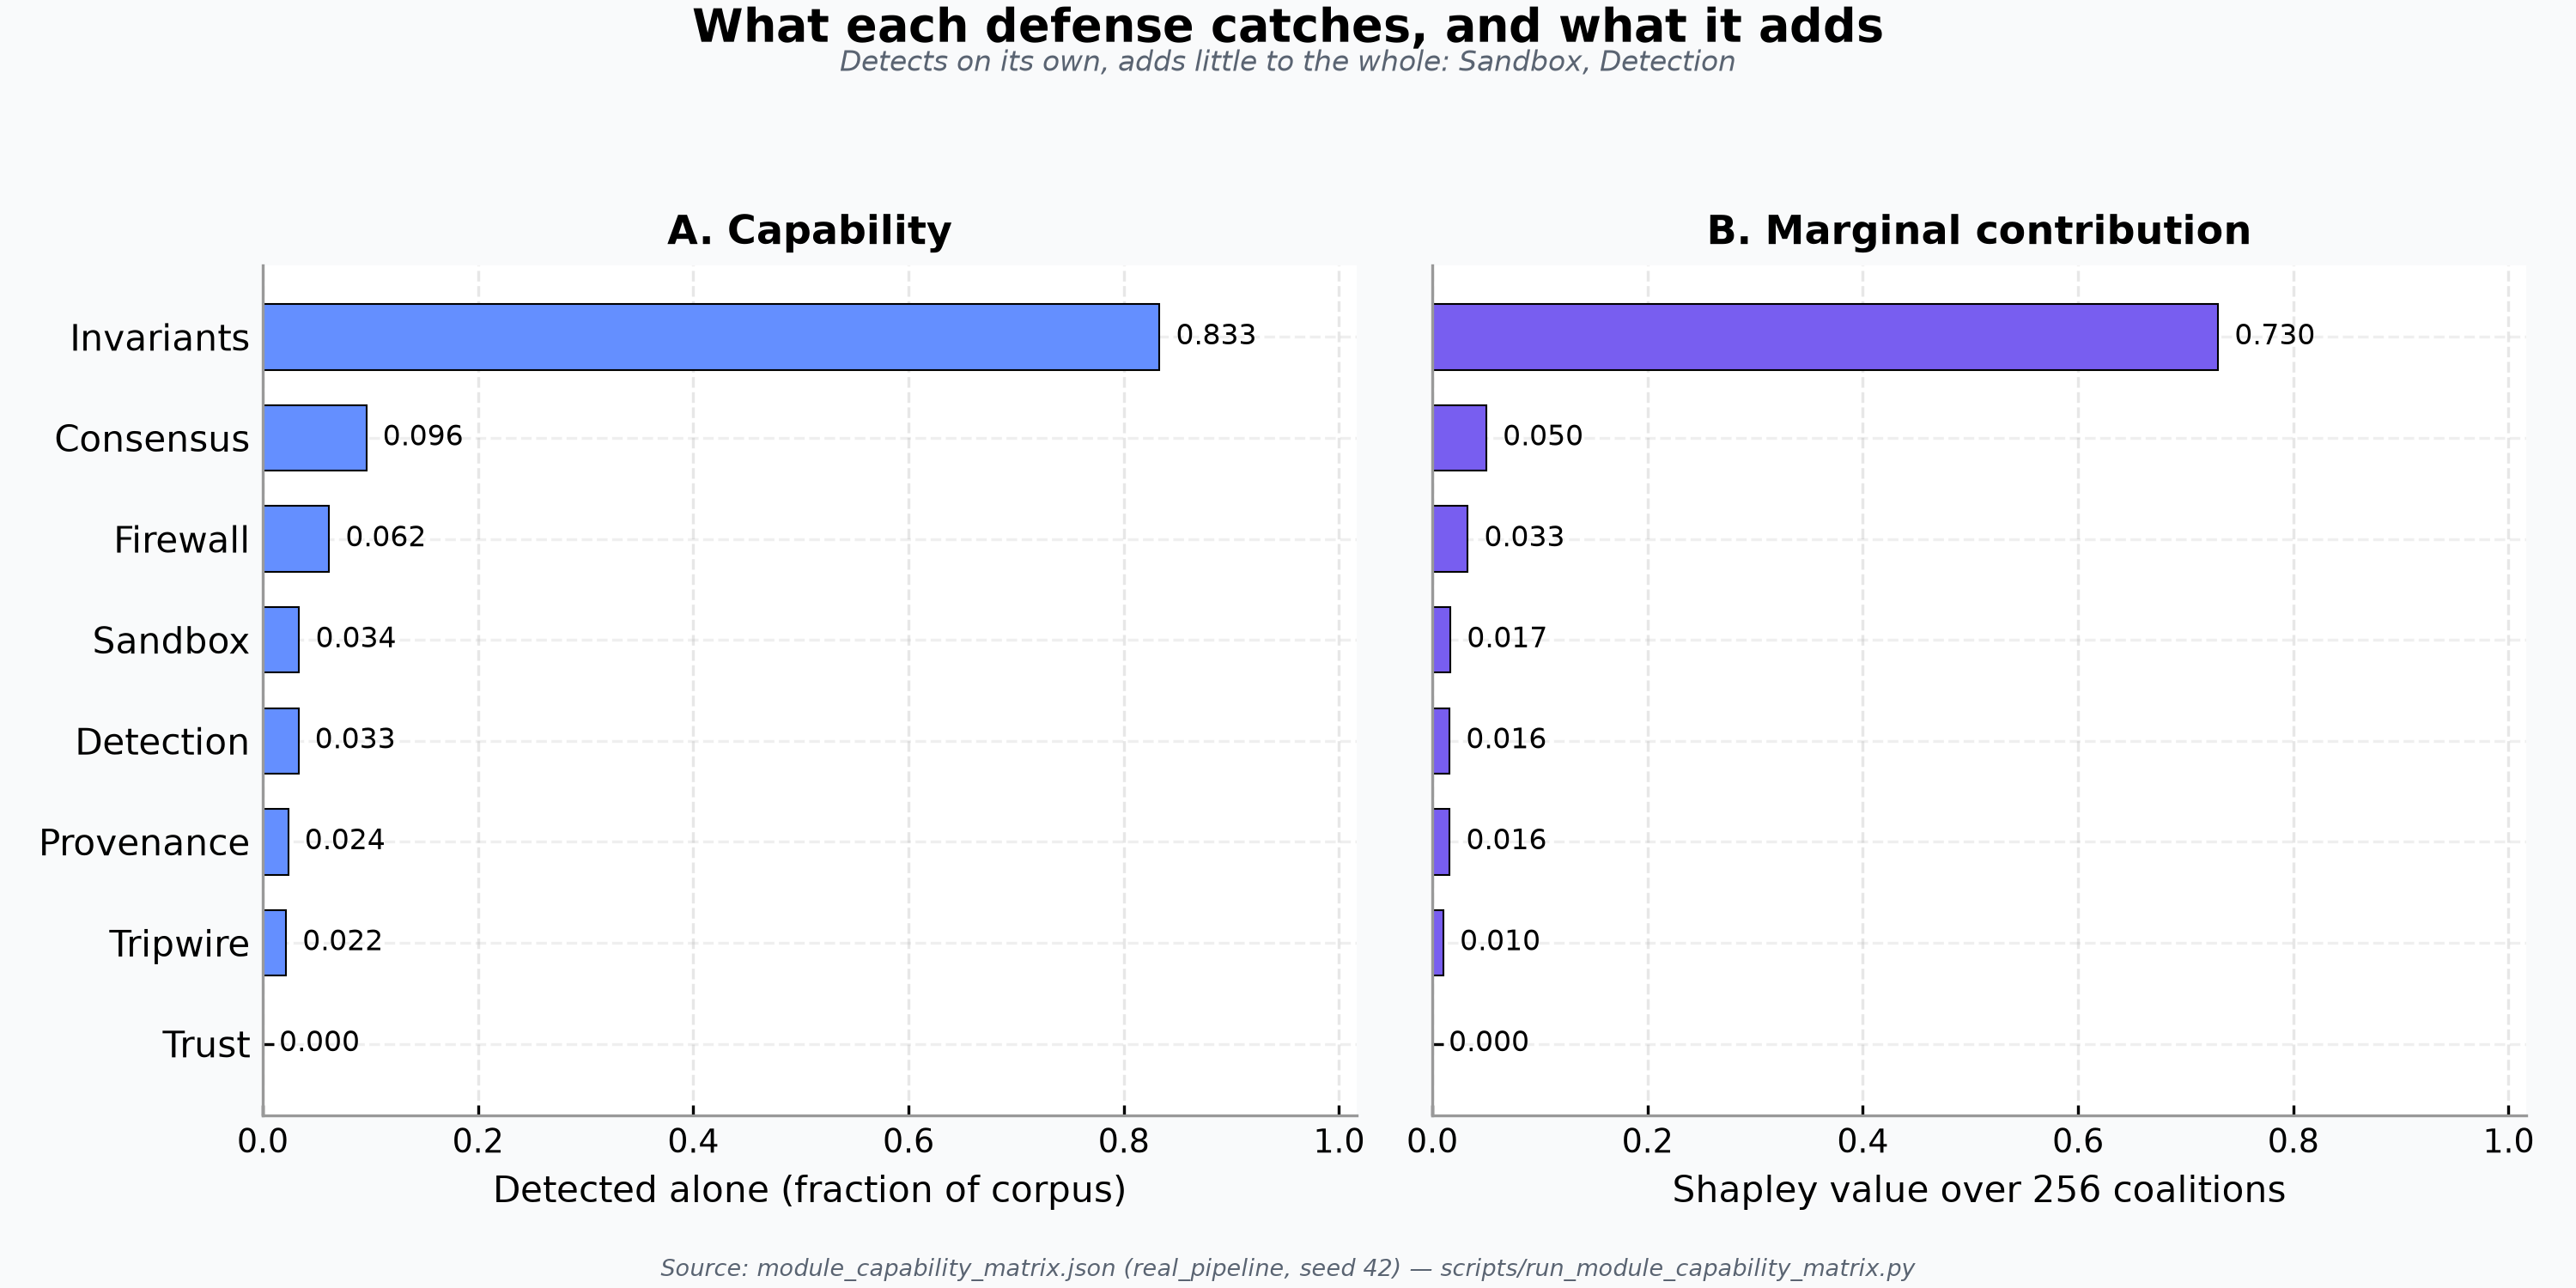 What each defense catches, and what it adds
Detects on its own, adds little to the whole: Sandbox, Detection
A. Capability
Invariants 0.833
Consensus 0.096
Firewall 0.062
Sandbox 0.034
Detection 0.033
Provenance 0.024
Tripwire 0.022
Trust 0.000
0.0 0.2 0.4 0.6 0.8 1.0
Detected alone (fraction of corpus)
B. Marginal contribution
0.730
0.050
0.033
0.017
0.016
0.016
0.010
0.000
0.0 0.2 0.4 0.6 0.8 1.0
Shapley value over 256 coalitions
Source: module_capability_matrix.json (real_pipeline, seed 42) — scripts/run_module_capability_matrix.py